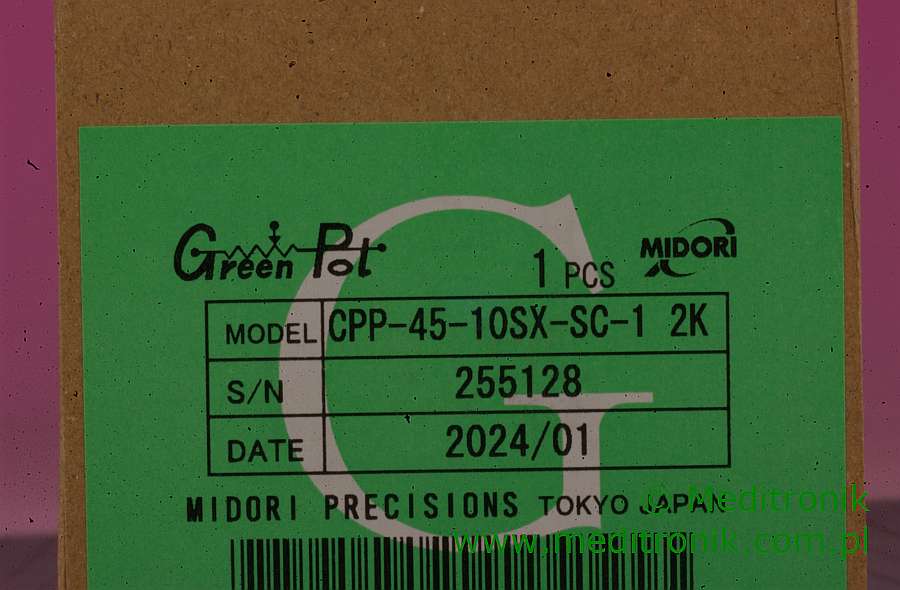 Green Pot
1 PCS
MIDORI
MODEL CPP-45-10SX-SC-1 2K
S/N 255128
DATE 2024/01
MIDORI PRECISIONS TOKYO JAPAN
© Meditronik
www.meditronik.com.pl